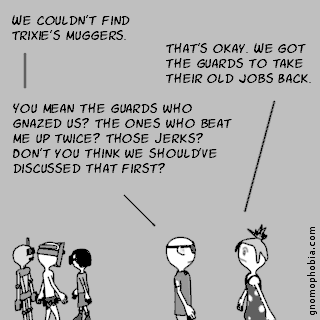 WE COULDN'T FIND
TRIXIE'S MUGGERS.
THAT'S OKAY. WE GOT
THE GUARDS TO TAKE
THEIR OLD JOBS BACK.
YOU MEAN THE GUARDS WHO
GNAZED US? THE ONES WHO BEAT
ME UP TWICE? THOSE JERKS?
DON'T YOU THINK WE SHOULD'VE
DISCUSSED THAT FIRST?
gnomophobia.com